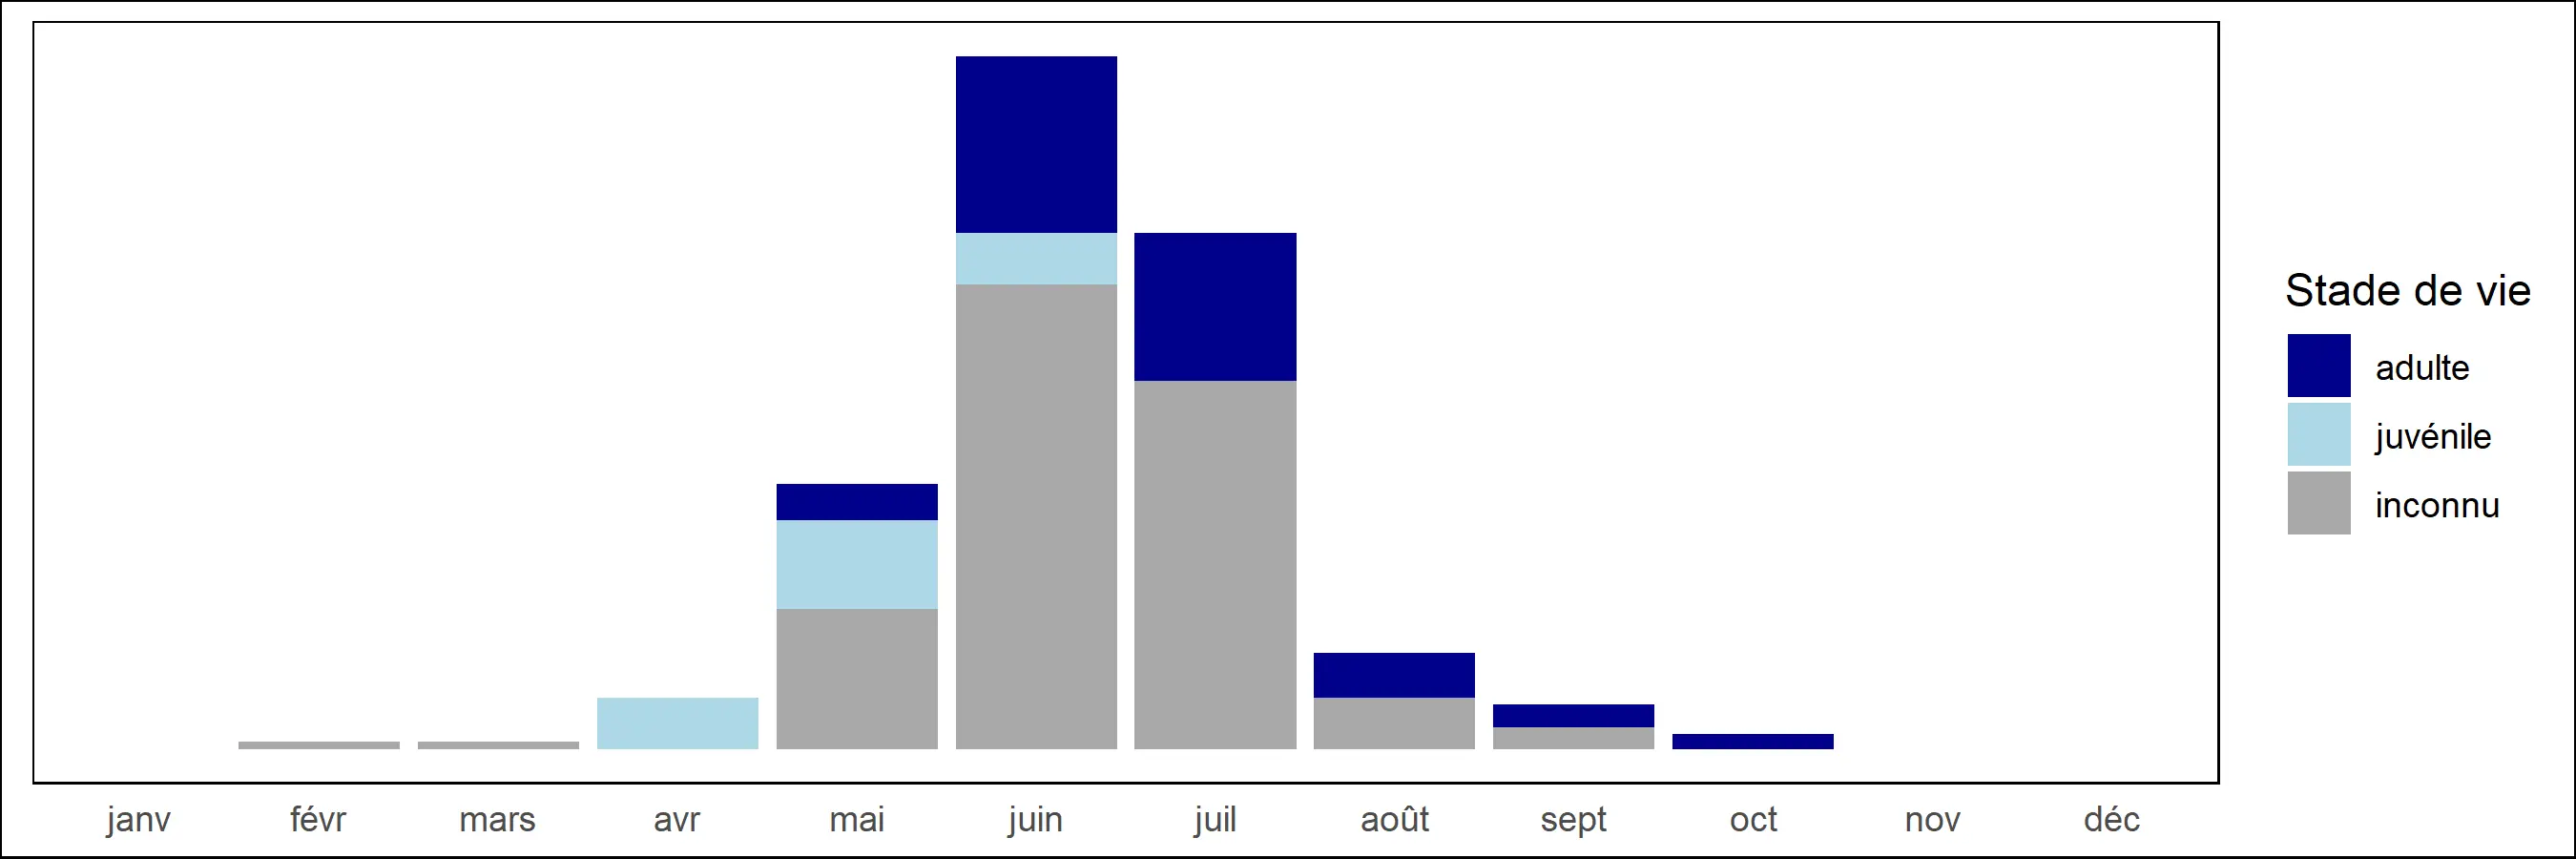 Stade de vie
adulte
juvénile
inconnu
janv févr mars avr mai juin juil août sept oct nov déc